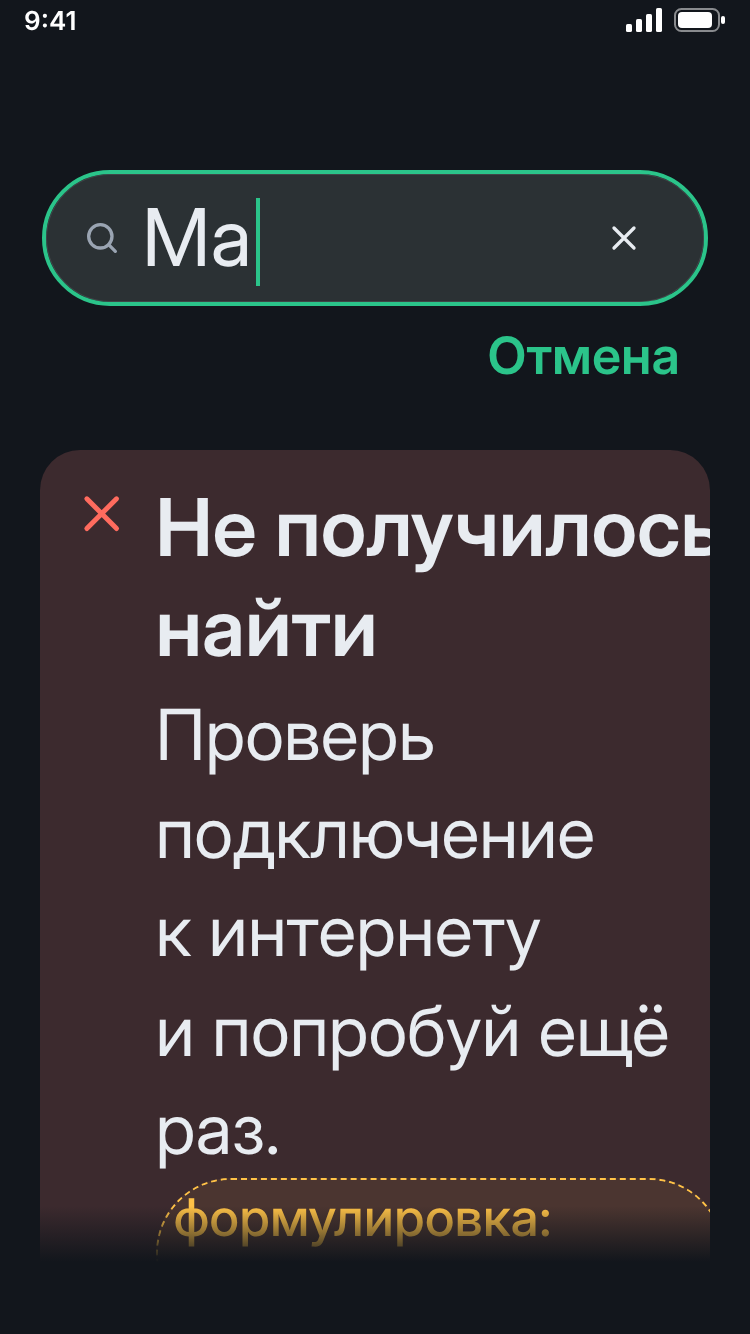 9:41
Ма
Отмена
Не получилось
найти
Проверь
подключение
к интернету
и попробуй ещё
раз.
формулировка: